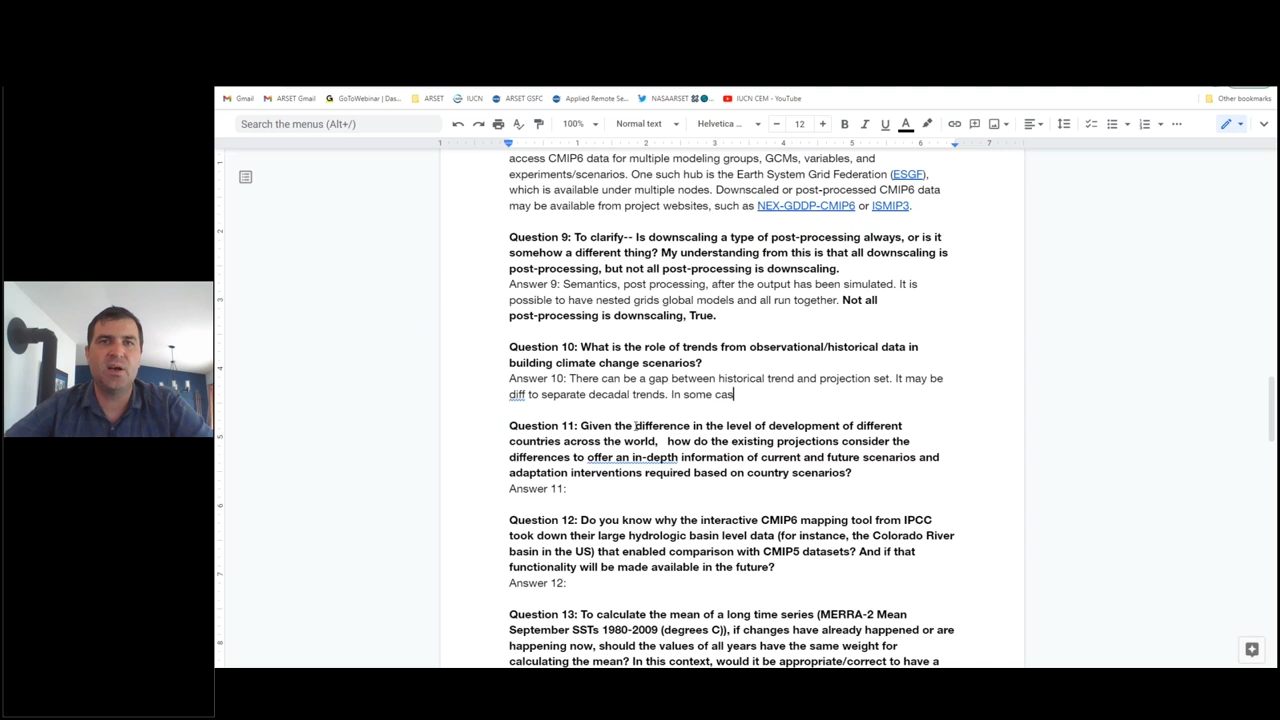 Gmail ARSET Gmail GoToWebinar | Das... ARSET IUCN ARSET GSFC Applied Remote Se... NASAARSET IUCN CEM - YouTube Other bookmarks
Search the menus (Alt+/) 100% Normal text Helvetica ... 12
1 1 2 3 4 5 6 7
access CMIP6 data for multiple modeling groups, GCMs, variables, and
experiments/scenarios. One such hub is the Earth System Grid Federation (ESGF),
which is available under multiple nodes. Downscaled or post-processed CMIP6 data
may be available from project websites, such as NEX-GDDP-CMIP6 or ISMIP3.
Question 9: To clarify-- Is downscaling a type of post-processing always, or is it
somehow a different thing? My understanding from this is that all downscaling is
post-processing, but not all post-processing is downscaling.
Answer 9: Semantics, post processing, after the output has been simulated. It is
possible to have nested grids global models and all run together. Not all
post-processing is downscaling, True.
Question 10: What is the role of trends from observational/historical data in
building climate change scenarios?
Answer 10: There can be a gap between historical trend and projection set. It may be
diff to separate decadal trends. In some cas
Question 11: Given the difference in the level of development of different
countries across the world, how do the existing projections consider the
differences to offer an in-depth information of current and future scenarios and
adaptation interventions required based on country scenarios?
Answer 11:
Question 12: Do you know why the interactive CMIP6 mapping tool from IPCC
took down their large hydrologic basin level data (for instance, the Colorado River
basin in the US) that enabled comparison with CMIP5 datasets? And if that
functionality will be made available in the future?
Answer 12:
Question 13: To calculate the mean of a long time series (MERRA-2 Mean
September SSTs 1980-2009 (degrees C)), if changes have already happened or are
happening now, should the values of all years have the same weight for
calculating the mean? In this context, would it be appropriate/correct to have a